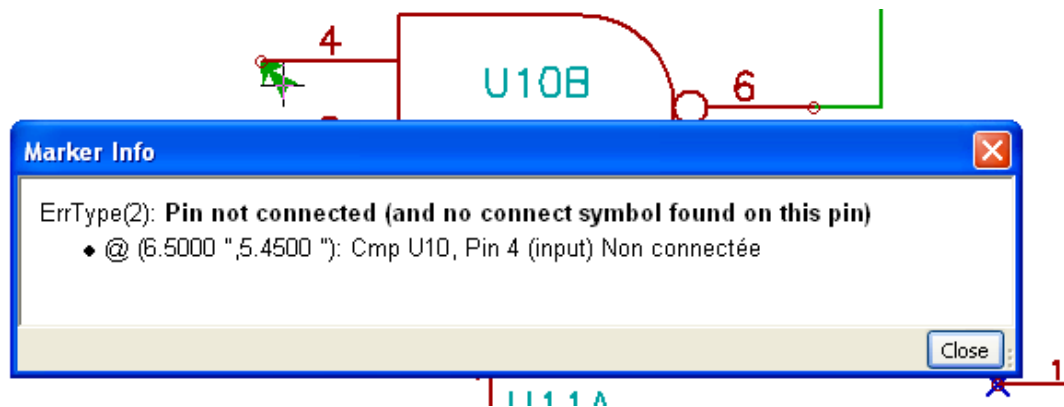 4
U10B
6
Marker Info
ErrType(2): Pin not connected (and no connect symbol found on this pin)
• @ (6.5000 ",5.4500 "): Cmp U10, Pin 4 (input) Non connectée
Close
1
U11A